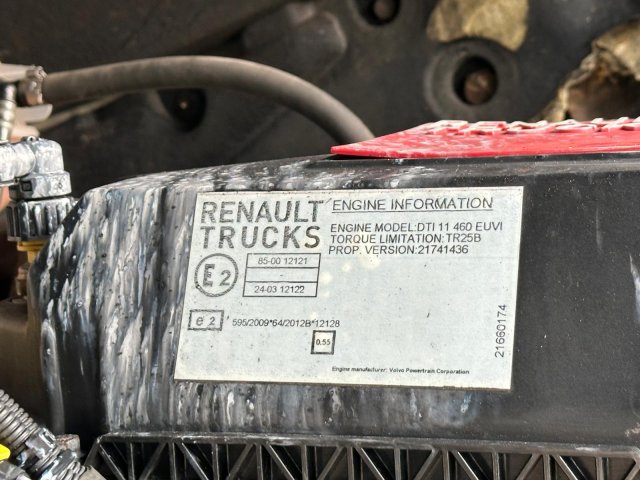 RENAULT
TRUCKS
ENGINE INFORMATION
ENGINE MODEL:DTI 11 460 EUVI
TORQUE LIMITATION:TR25B
PROP. VERSION:21741436
E2
85-00 12121
-
24-03 12122
e 2
595/2009*64/2012B*12128
0.55
21660174
Engine manufacturer: Volvo Powertrain Corporation